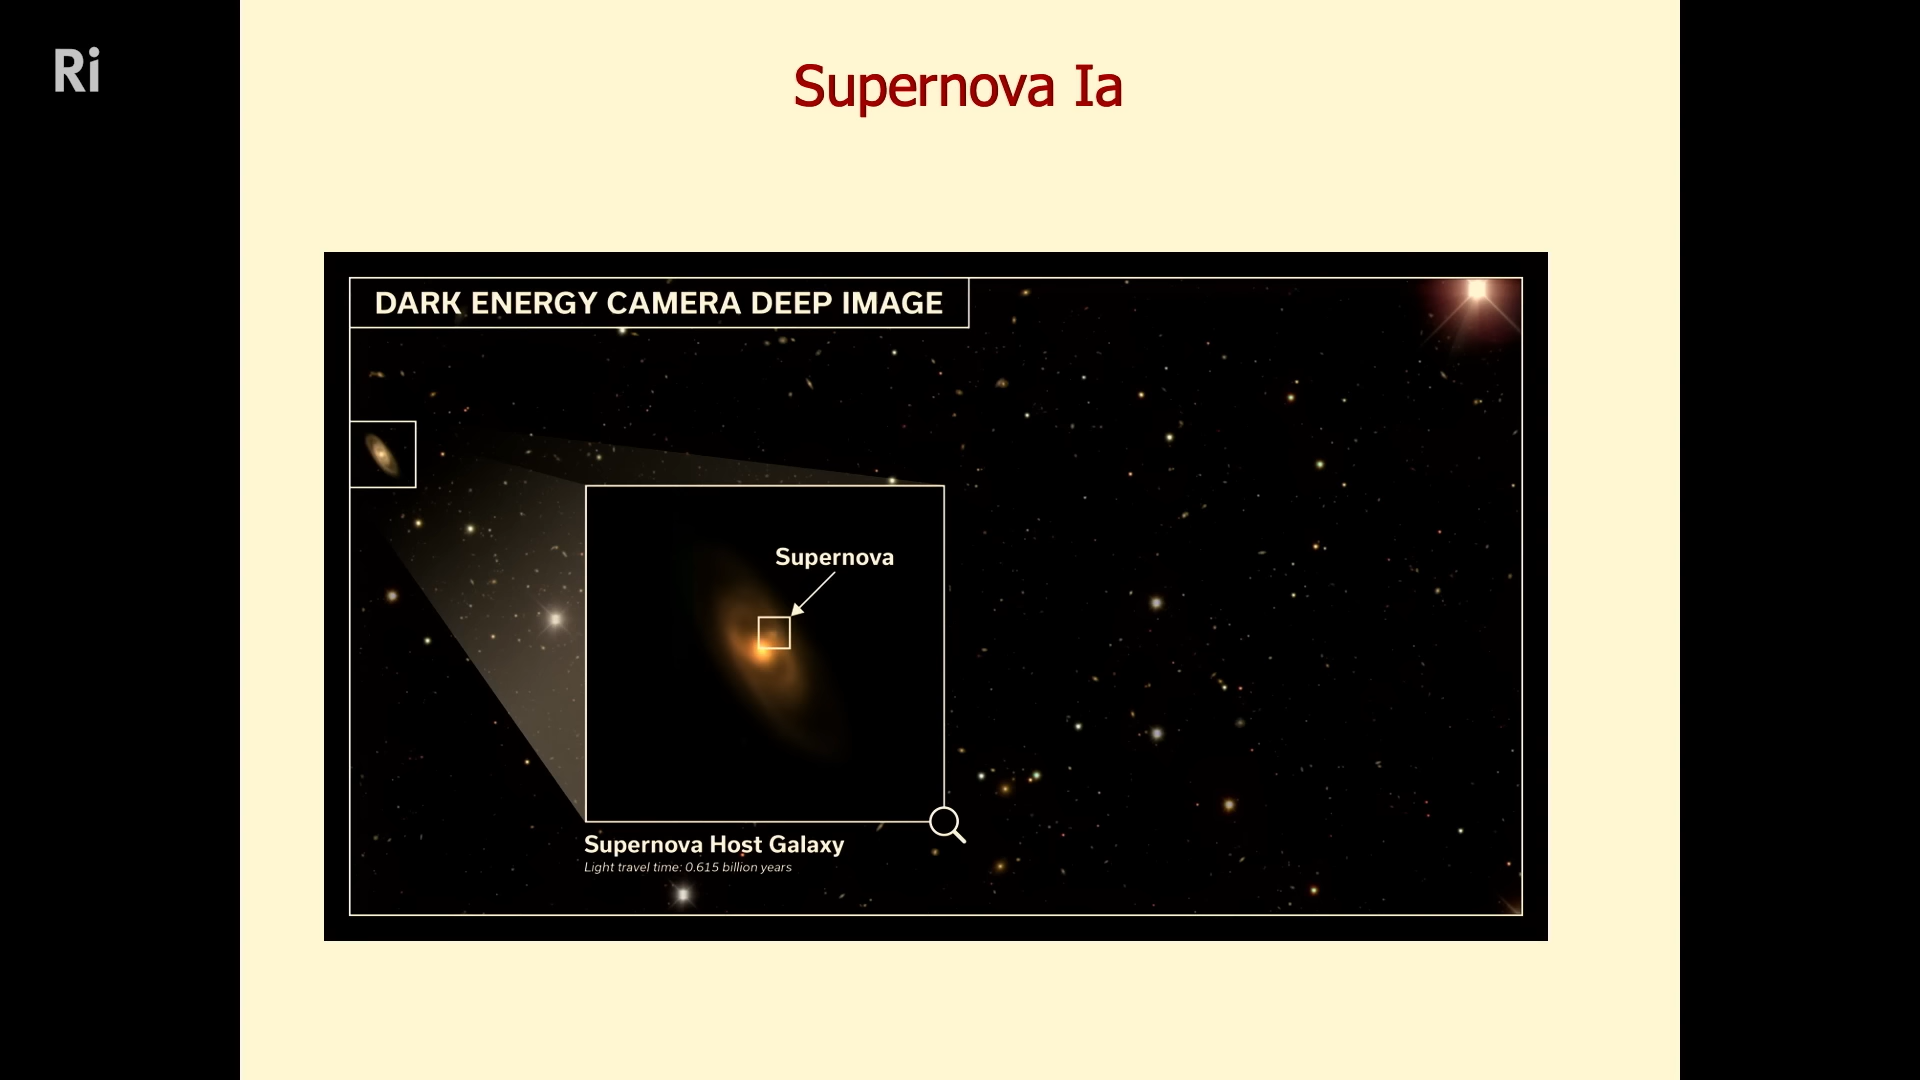 Ri
Supernova Ia
DARK ENERGY CAMERA DEEP IMAGE
Supernova
Supernova Host Galaxy
Light travel time: 0.615 billion years